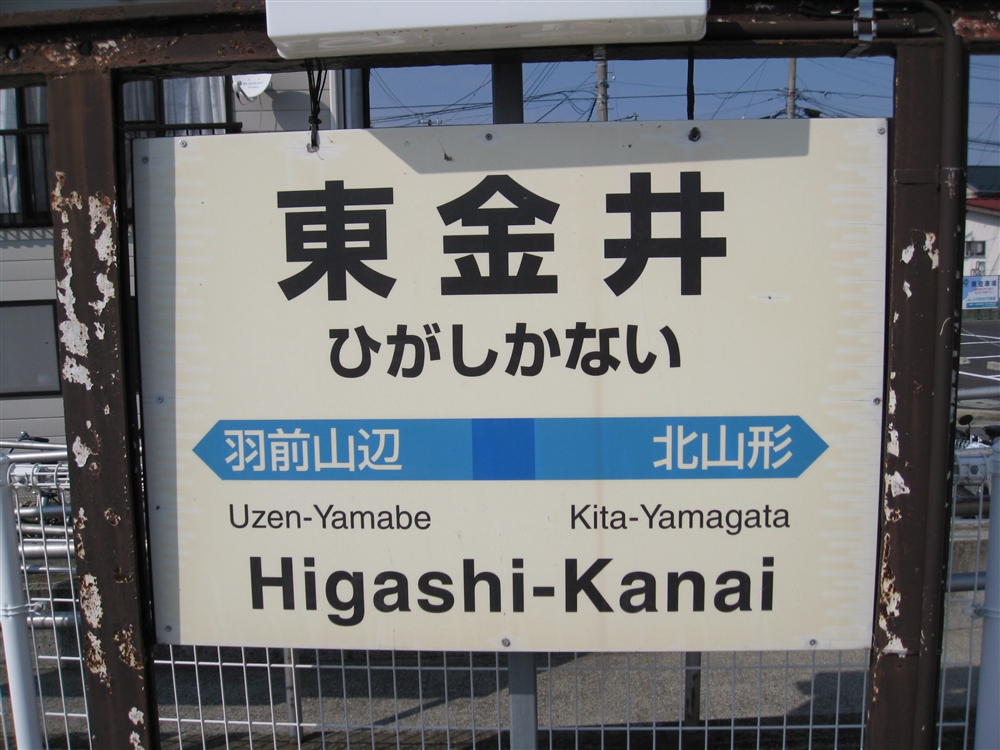 東金井
ひがしかない
羽前山辺 北山形
Uzen-Yamabe Kita-Yamagata
Higashi-Kanai